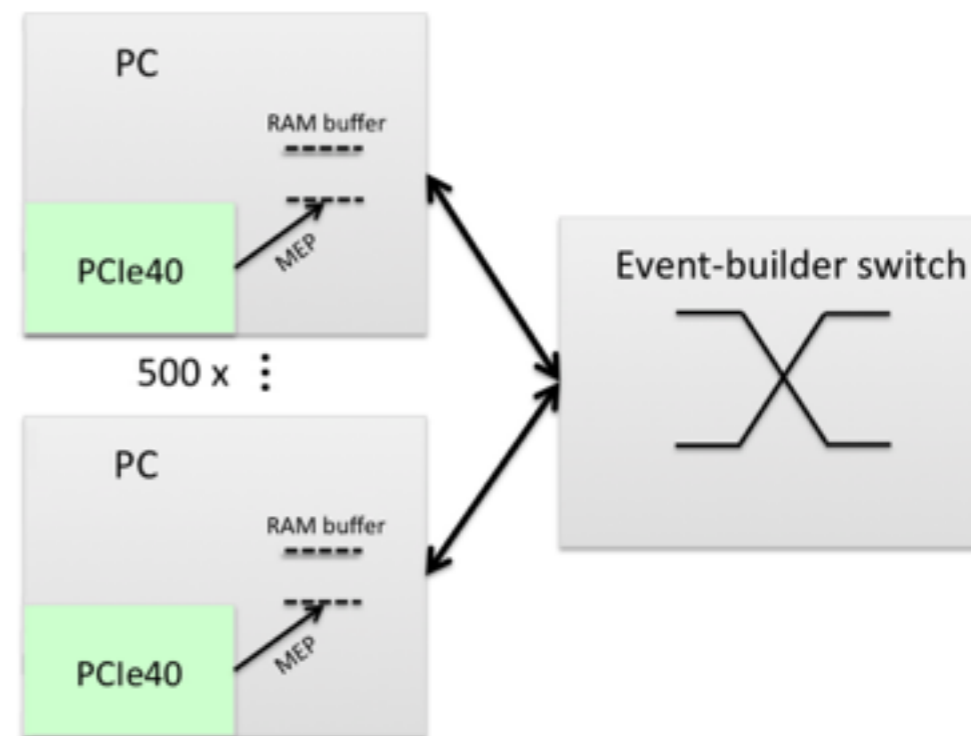 PC
RAM buffer
MEP
PCIe40
500 x ⋮
Event-builder switch
PC
RAM buffer
MEP
PCIe40